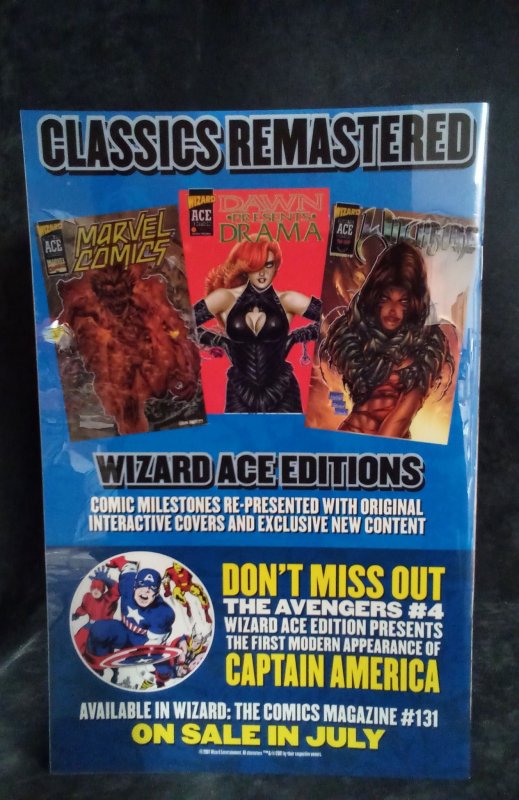 CLASSICS REMASTERED
WIZARD
ACE
MARVEL
COMICS
WIZARD
ACE
DAWN
PRESENTS
DRAMA
WIZARD
ACE
WITCHBLADE
WIZARD ACE EDITIONS
COMIC MILESTONES RE-PRESENTED WITH ORIGINAL
INTERACTIVE COVERS AND EXCLUSIVE NEW CONTENT
DON'T MISS OUT
THE AVENGERS #4
WIZARD ACE EDITION PRESENTS
THE FIRST MODERN APPEARANCE OF
CAPTAIN AMERICA
AVAILABLE IN WIZARD: THE COMICS MAGAZINE #131
ON SALE IN JULY